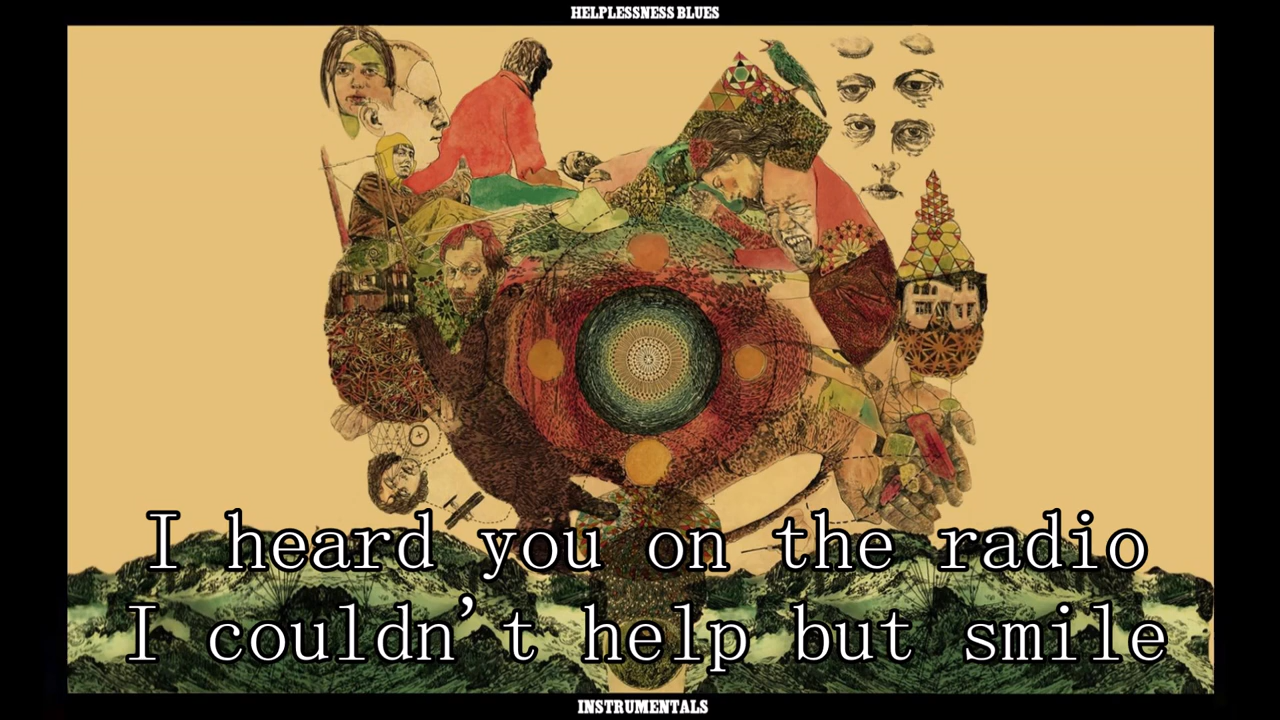 HELPLESSNESS BLUES
I heard you on the radio
I couldn't help but smile
INSTRUMENTALS